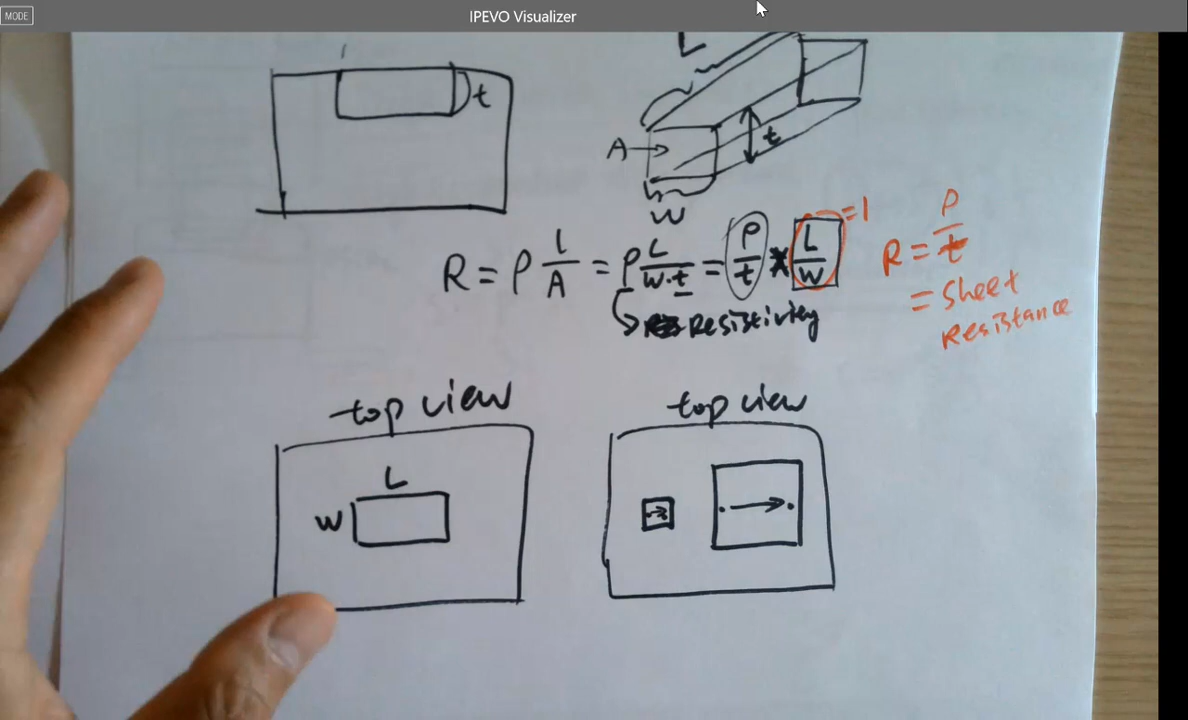 MODE
IPEVO Visualizer
L
t
A
t
W
R = ρ l/A = ρ L/W·t = ρ/t * L/W =1
Resistivity
R = ρ/t
= Sheet
Resistance
top view
top view
L
W